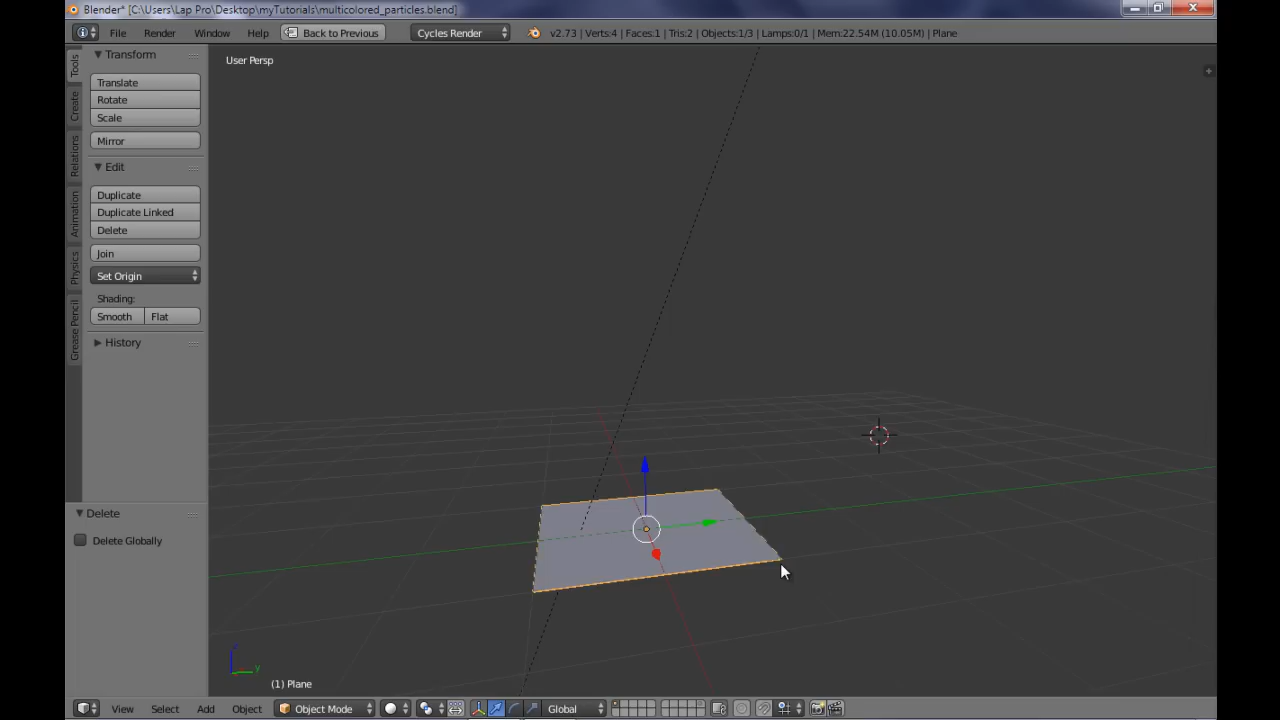 Blender* [C:\Users\Lap Pro\Desktop\myTutorials\multicolored_particles.blend]
File Render Window Help Back to Previous Cycles Render v2.73 | Verts:4 | Faces:1 | Tris:2 | Objects:1/3 | Lamps:0/1 | Mem:22.54M (10.05M) | Plane
User Persp
Tools
Create
Relations
Animation
Physics
Grease Pencil
Transform
Translate
Rotate
Scale
Mirror
Edit
Duplicate
Duplicate Linked
Delete
Join
Set Origin
Shading:
Smooth Flat
History
Delete
Delete Globally
z
y
(1) Plane
View Select Add Object Object Mode Global